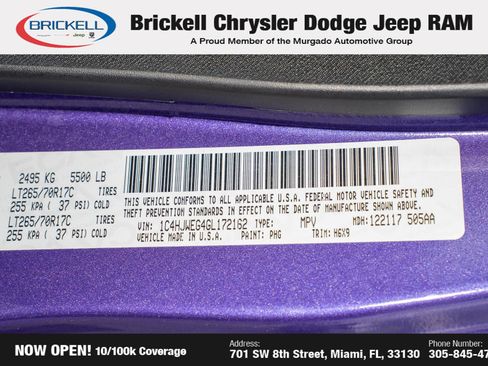 BRICKELL
Brickell Chrysler Dodge Jeep RAM
A Proud Member of the Murgado Automotive Group
2495 KG 5500 LB
LT265/70R17C TIRES
255 KPA ( 37 PSI) COLD
LT265/70R17C TIRES
255 KPA ( 37 PSI) COLD
THIS VEHICLE CONFORMS TO ALL APPLICABLE U.S.A. FEDERAL MOTOR VEHICLE SAFETY AND
THEFT PREVENTION STANDARDS IN EFFECT ON THE DATE OF MANUFACTURE SHOWN ABOVE.
VIN: 1C4HJWEG4GL172162 TYPE: MPV MDH: 122117 505AA
MADE IN U.S.A. PAINT: PHG TRIM: H6X9
NOW OPEN! 10/100k Coverage
Address:
701 SW 8th Street, Miami, FL, 33130
Phone Number:
305-845-47